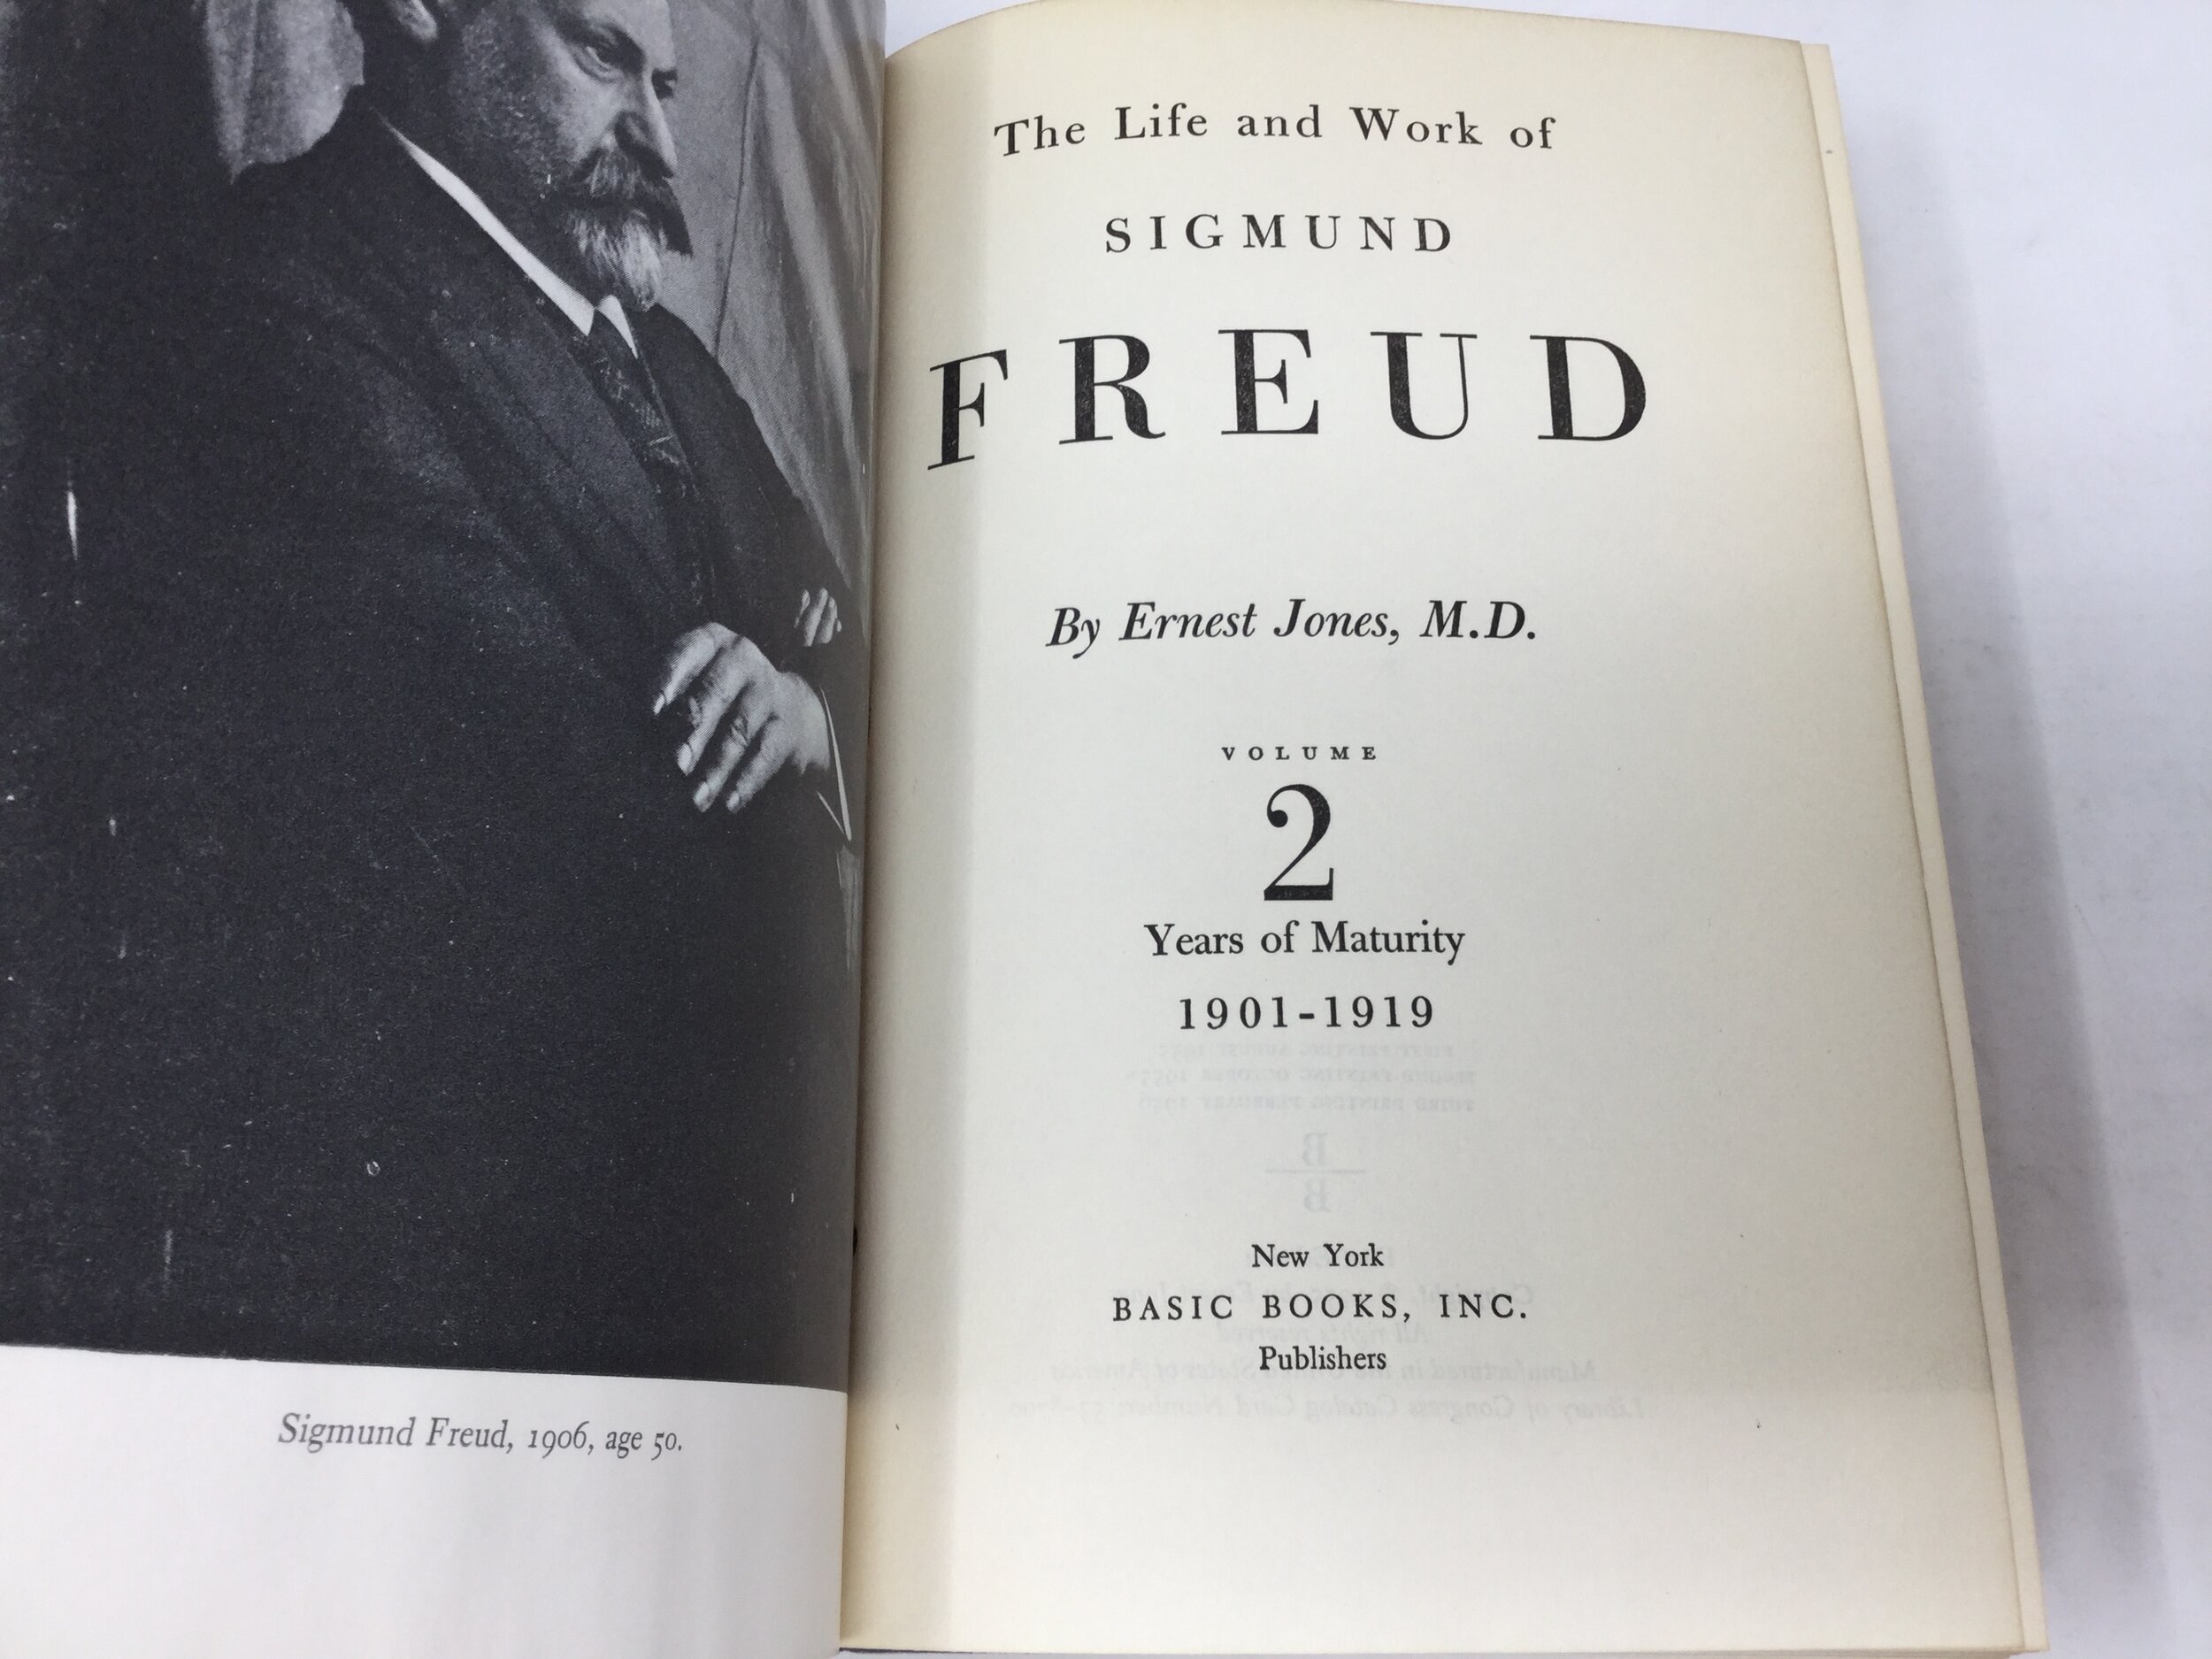 Sigmund Freud, 1906, age 50.
The Life and Work of
SIGMUND
FREUD
By Ernest Jones, M.D.
VOLUME
2
Years of Maturity
1901-1919
New York
BASIC BOOKS, INC.
Publishers